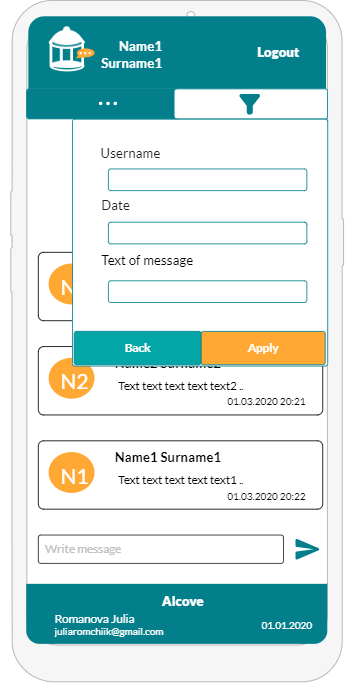 Name1
Surname1
Logout
...
Username
Date
Text of message
Back
Apply
N
Name2 Surname2
N2
Text text text text text2 ..
01.03.2020 20:21
Name1 Surname1
N1
Text text text text text1 ..
01.03.2020 20:22
Write message
Alcove
Romanova Julia
juliaromchiik@gmail.com
01.01.2020